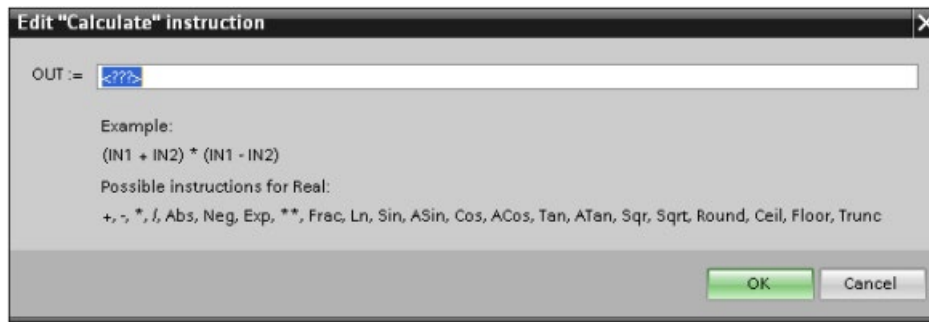 Edit "Calculate" instruction
OUT := <???>
Example:
(IN1 + IN2) * (IN1 - IN2)
Possible instructions for Real:
+, -, *, /, Abs, Neg, Exp, **, Frac, Ln, Sin, ASin, Cos, ACos, Tan, ATan, Sqr, Sqrt, Round, Ceil, Floor, Trunc
OK Cancel